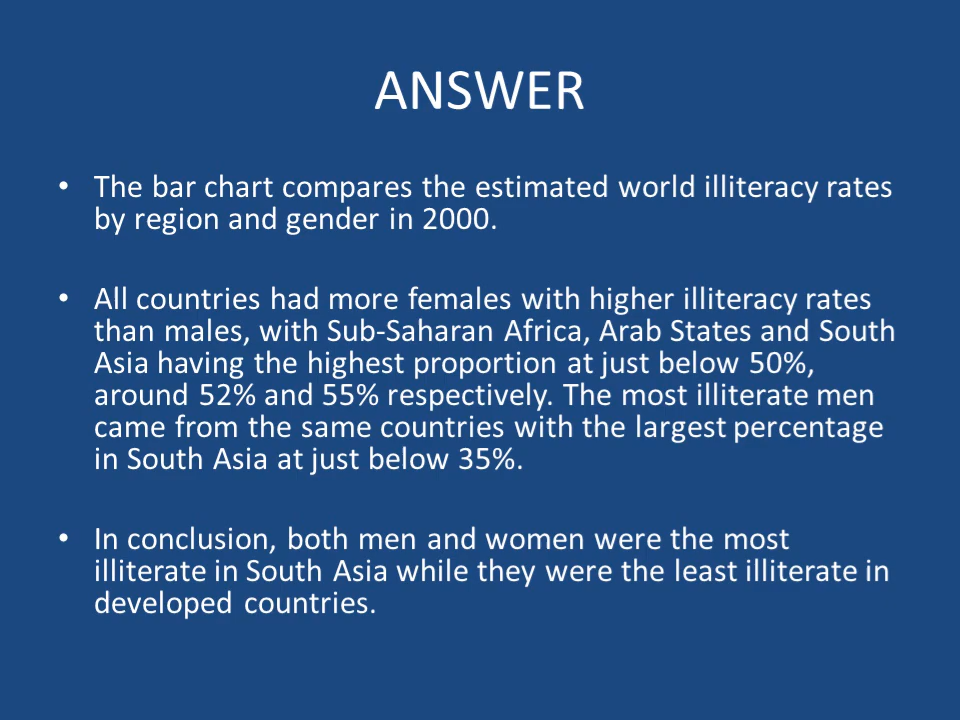 ANSWER
• The bar chart compares the estimated world illiteracy rates
by region and gender in 2000.
• All countries had more females with higher illiteracy rates
than males, with Sub-Saharan Africa, Arab States and South
Asia having the highest proportion at just below 50%,
around 52% and 55% respectively. The most illiterate men
came from the same countries with the largest percentage
in South Asia at just below 35%.
• In conclusion, both men and women were the most
illiterate in South Asia while they were the least illiterate in
developed countries.